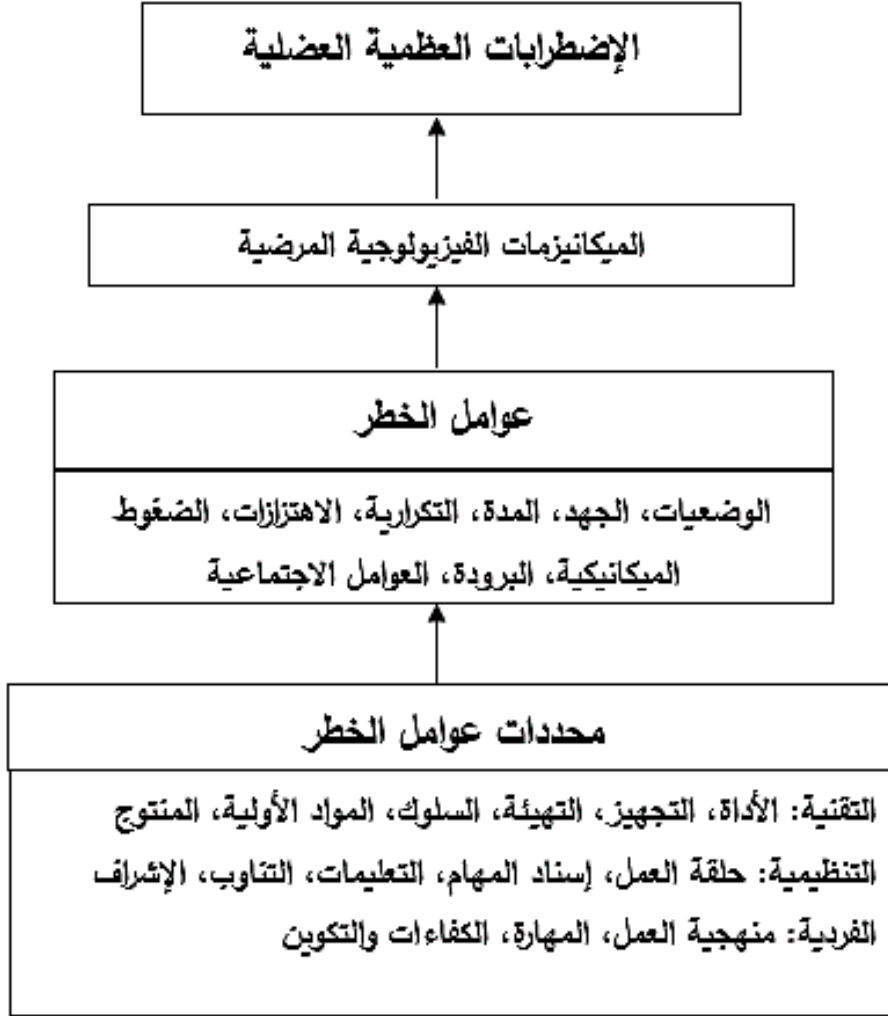 الإضطرابات العظمية العضلية
الميكانيزمات الفيزيولوجية المرضية
عوامل الخطر
الوضعيات، الجهد، المدة، التكرارية، الاهتزازات، الضغوط
الميكانيكية، البرودة، العوامل الاجتماعية
محددات عوامل الخطر
التقنية: الأداة، التجهيز، التهيئة، السلوك، المواد الأولية، المنتوج
التنظيمية: حلقة العمل، إسناد المهام، التعليمات، التناوب، الإشراف
الفردية: منهجية العمل، المهارة، الكفاءات والتكوين